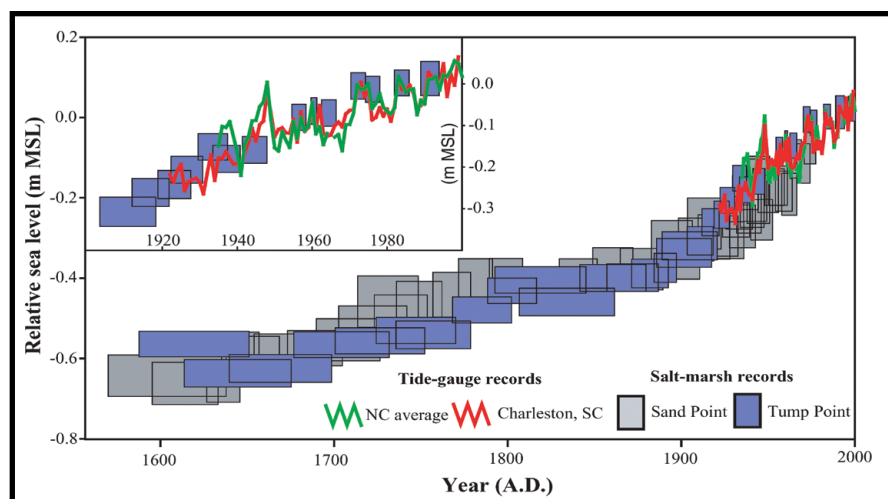 0.2
0.0
-0.2
-0.4
-0.6
-0.8
Relative sea level (m MSL)
0.0
-0.1
-0.2
-0.3
(m MSL)
1920 1940 1960 1980
Tide-gauge records
NC average Charleston, SC
Salt-marsh records
Sand Point Tump Point
1600 1700 1800 1900 2000
Year (A.D.)